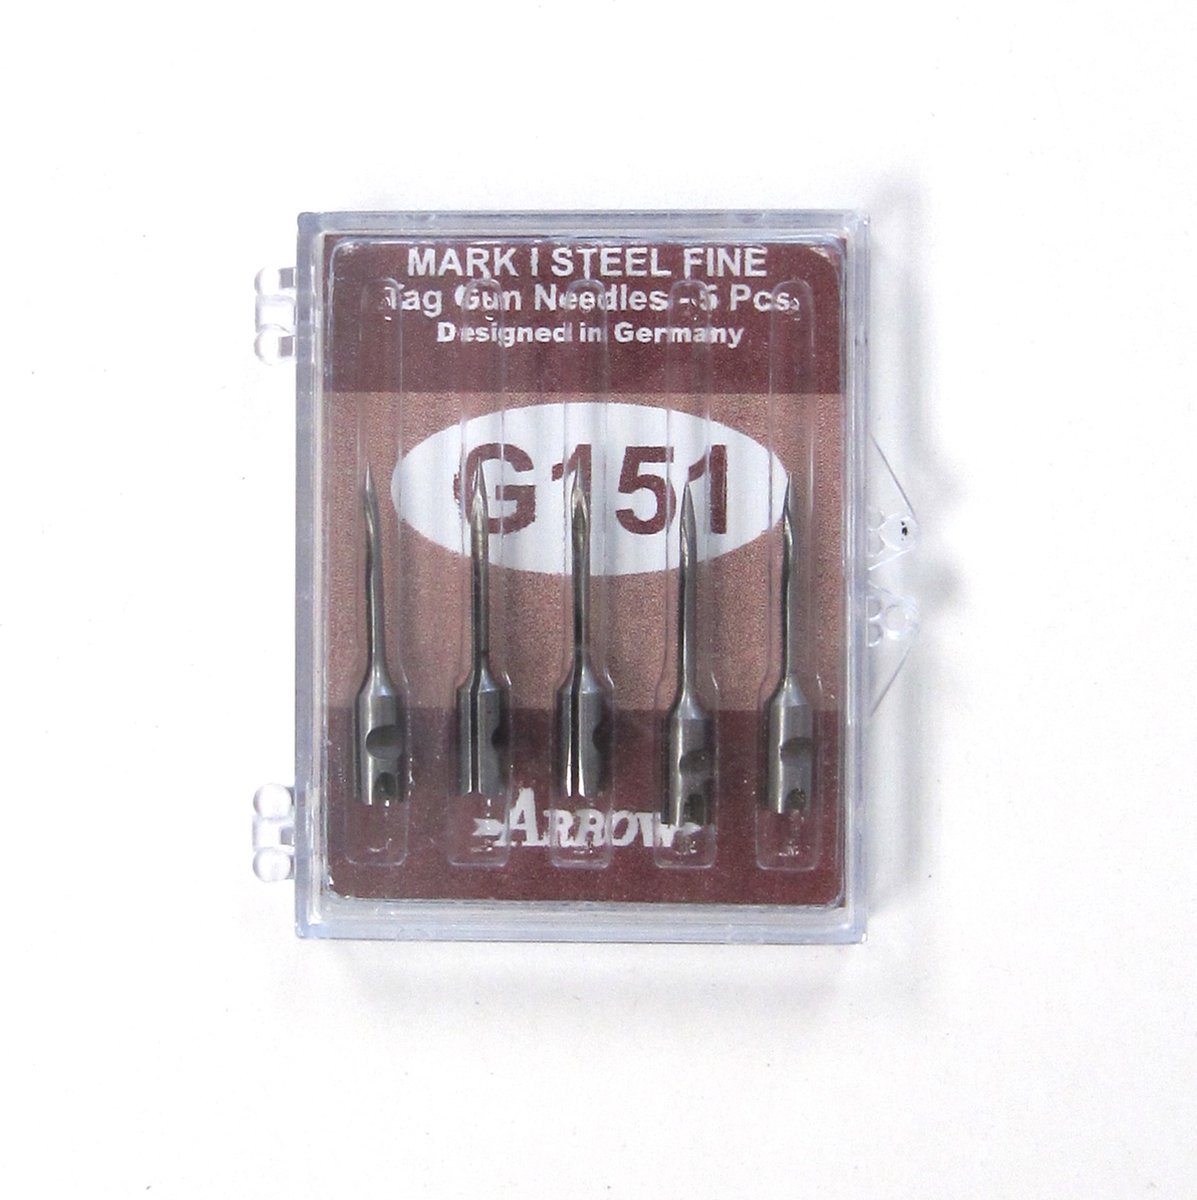 MARK I STEEL FINE
Tag Gun Needles - 5 Pcs.
Designed in Germany
G151
ARROW